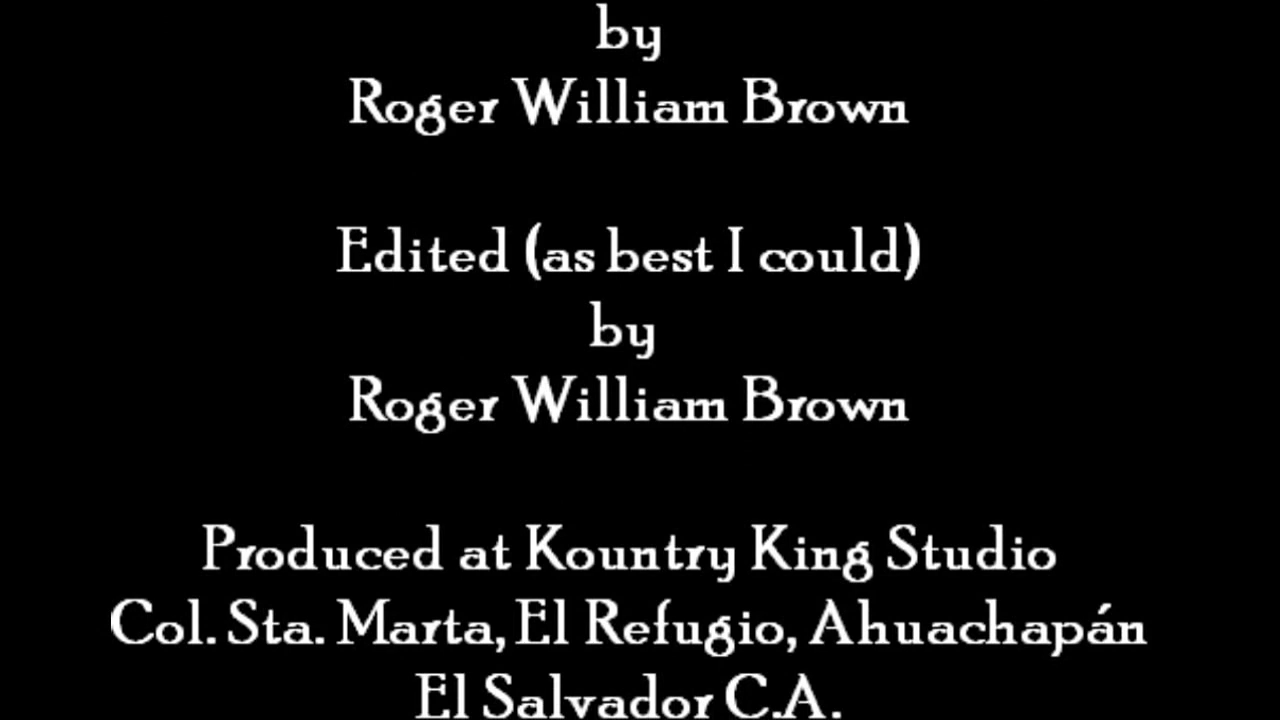 by
Roger William Brown
Edited (as best I could)
by
Roger William Brown
Produced at Kountry King Studio
Col. Sta. Marta, El Refugio, Ahuachapán
El Salvador C.A.